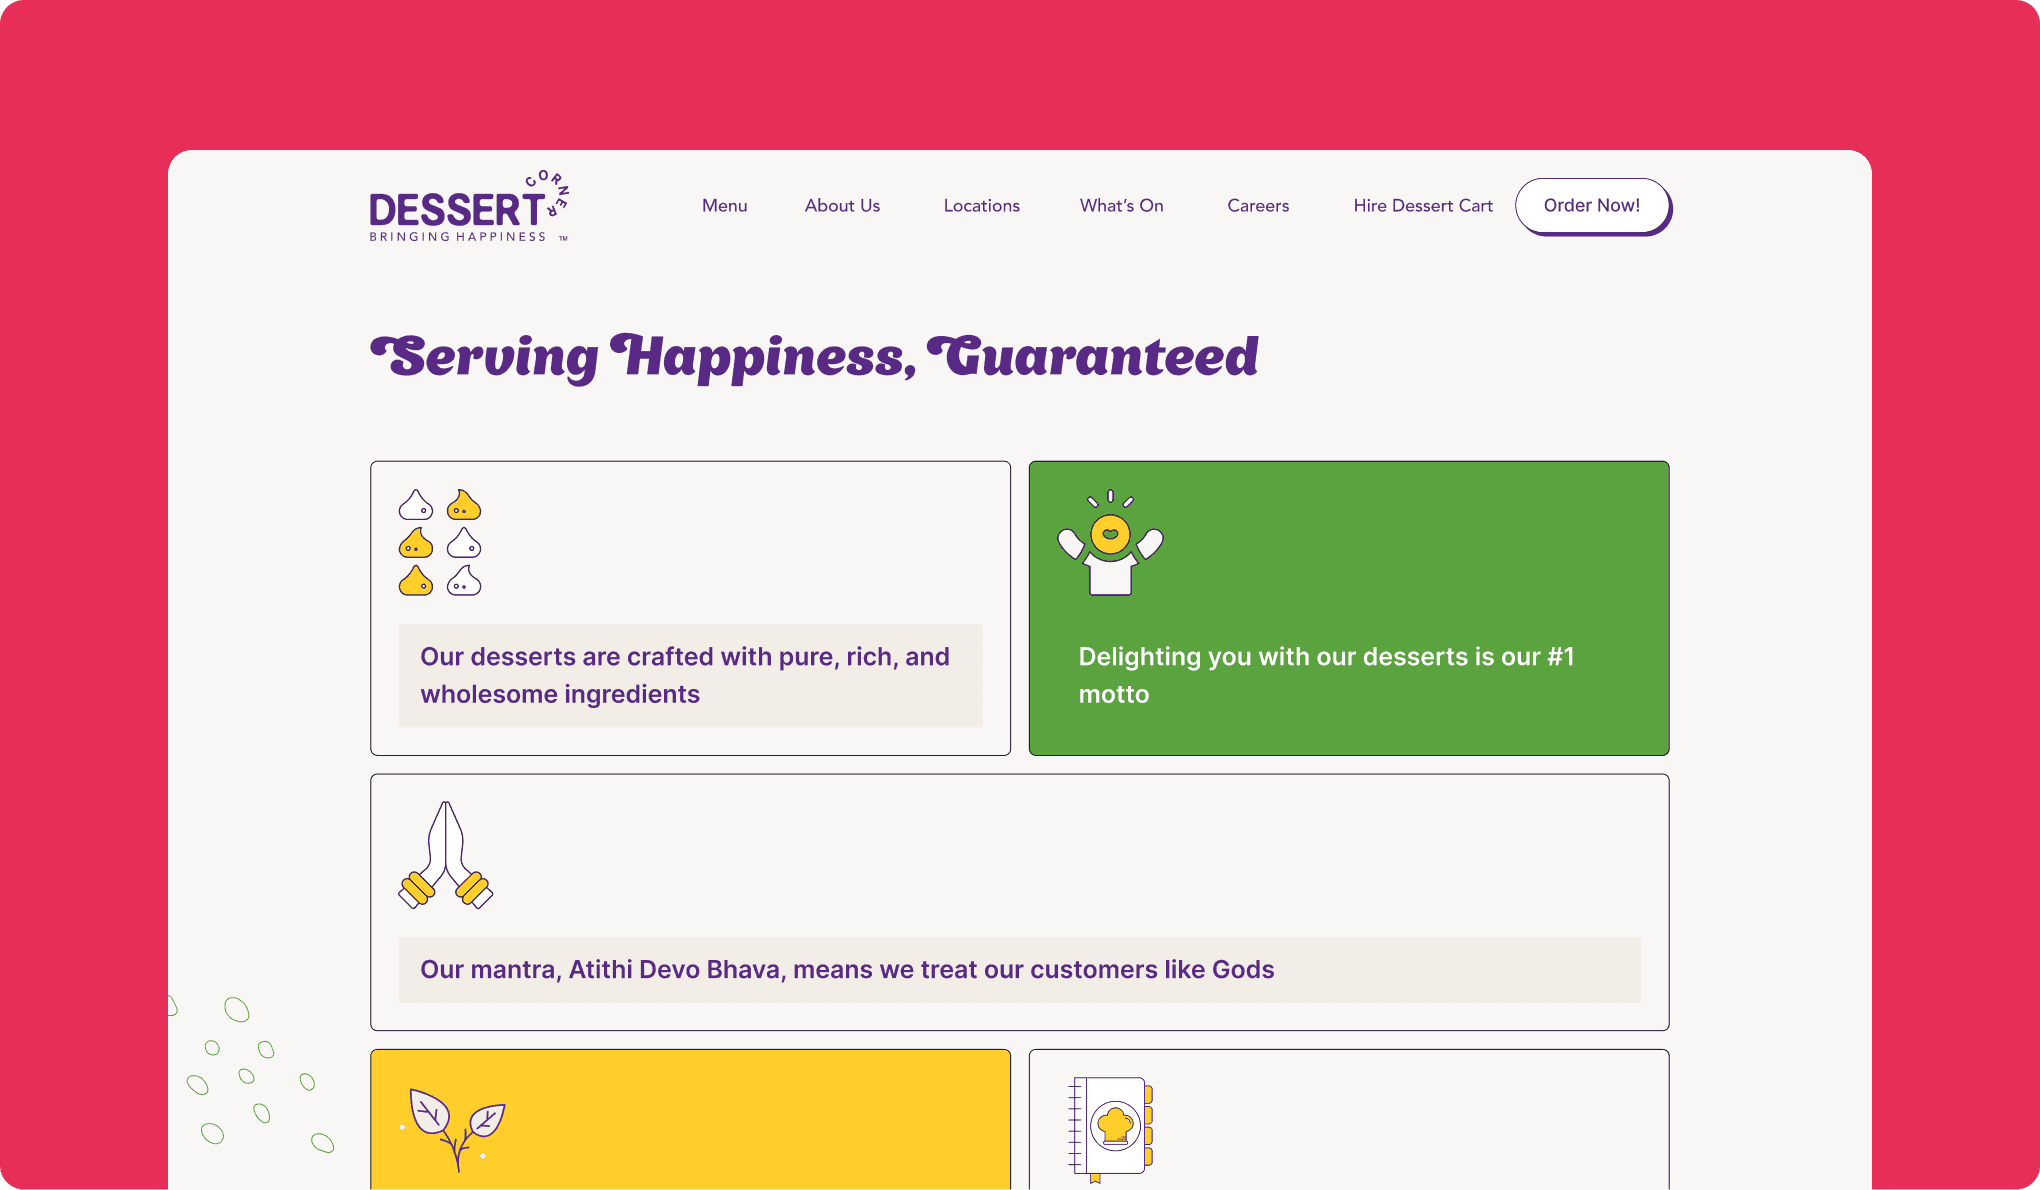 DESSERT CORNER
BRINGING HAPPINESS ™
Menu
About Us
Locations
What's On
Careers
Hire Dessert Cart
Order Now!
Serving Happiness, Guaranteed
Our desserts are crafted with pure, rich, and
wholesome ingredients
Delighting you with our desserts is our #1
motto
Our mantra, Atithi Devo Bhava, means we treat our customers like Gods